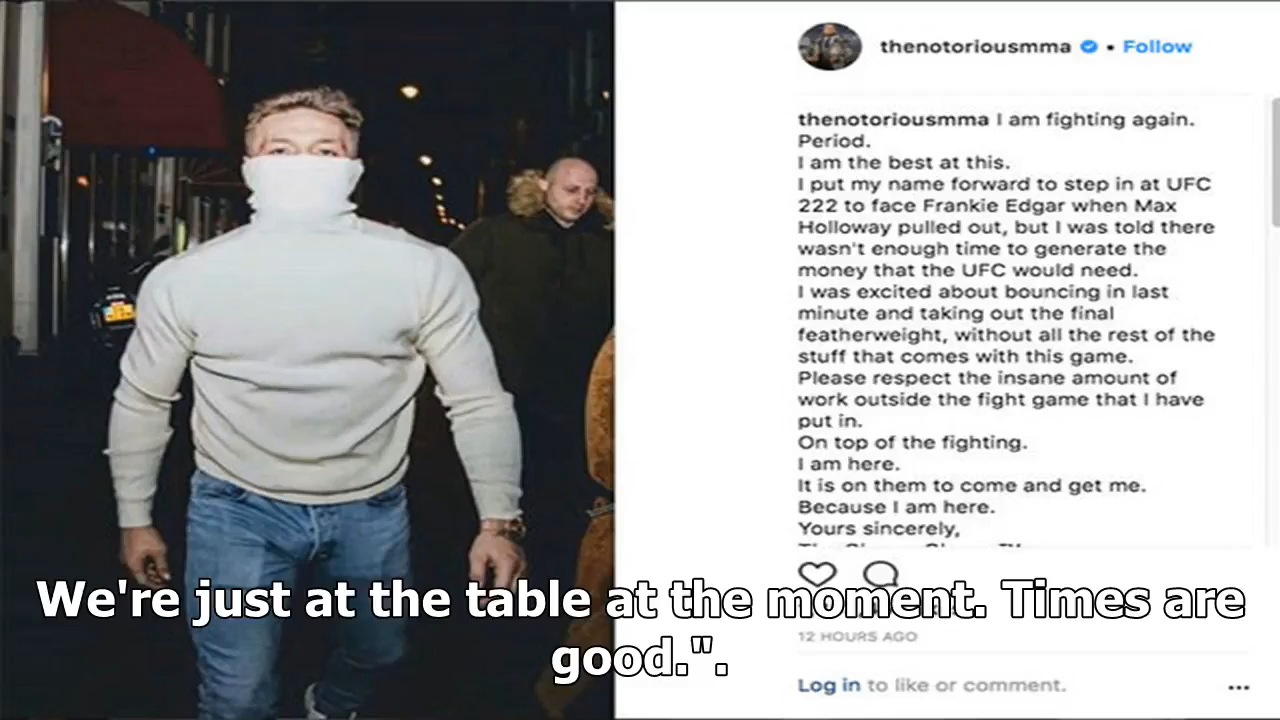 thenotoriousmma • Follow
thenotoriousmma I am fighting again.
Period.
I am the best at this.
I put my name forward to step in at UFC
222 to face Frankie Edgar when Max
Holloway pulled out, but I was told there
wasn't enough time to generate the
money that the UFC would need.
I was excited about bouncing in last
minute and taking out the final
featherweight, without all the rest of the
stuff that comes with this game.
Please respect the insane amount of
work outside the fight game that I have
put in.
On top of the fighting.
I am here.
It is on them to come and get me.
Because I am here.
Yours sincerely,
We're just at the table at the moment. Times are
good.".
12 HOURS AGO
Log in to like or comment.